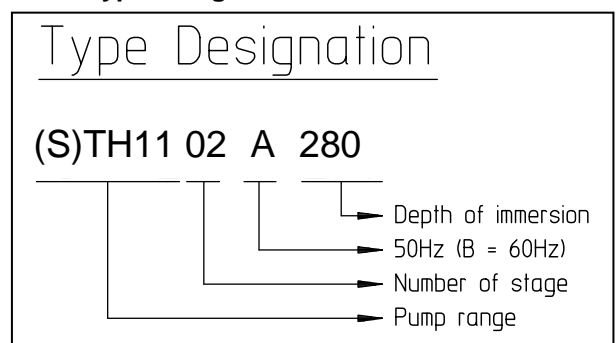 Type Designation
(S)TH11 02 A 280
Depth of immersion
50Hz (B = 60Hz)
Number of stage
Pump range